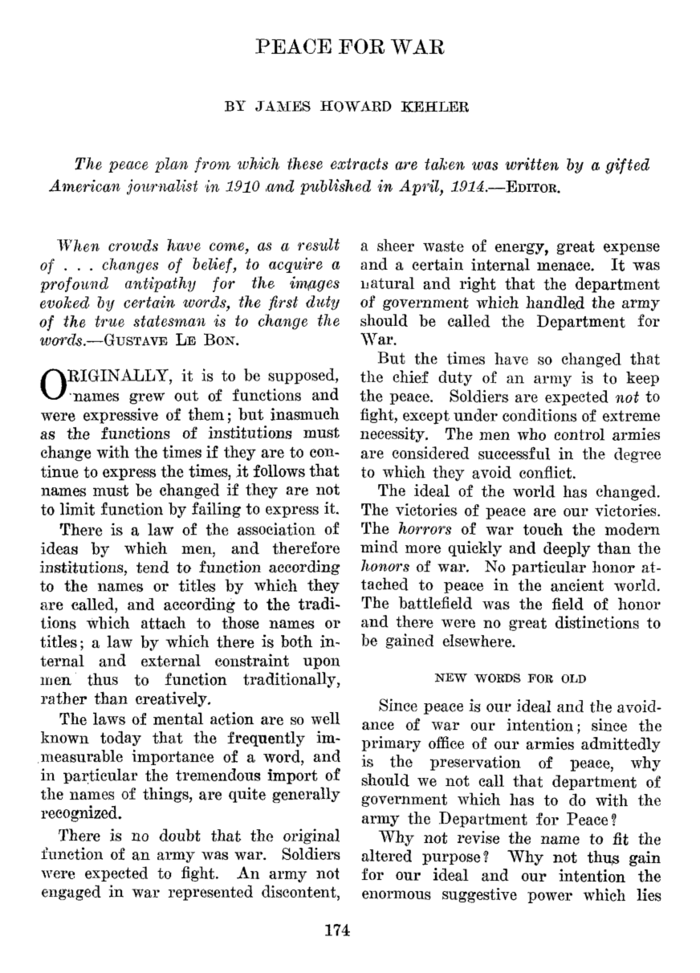 PEACE FOR WAR
BY JAMES HOWARD KEHLER
The peace plan from which these extracts are taken was written by a gifted
American journalist in 1910 and published in April, 1914.—EDITOR.
When crowds have come, as a result
of . . . changes of belief, to acquire a
profound antipathy for the images
evoked by certain words, the first duty
of the true statesman is to change the
words.—GUSTAVE LE BON.
ORIGINALLY, it is to be supposed,
names grew out of functions and
were expressive of them; but inasmuch
as the functions of institutions must
change with the times if they are to con-
tinue to express the times, it follows that
names must be changed if they are not
to limit function by failing to express it.
There is a law of the association of
ideas by which men, and therefore
institutions, tend to function according
to the names or titles by which they
are called, and according to the tradi-
tions which attach to those names or
titles; a law by which there is both in-
ternal and external constraint upon
men thus to function traditionally,
rather than creatively.
The laws of mental action are so well
known today that the frequently im-
measurable importance of a word, and
in particular the tremendous import of
the names of things, are quite generally
recognized.
There is no doubt that the original
function of an army was war. Soldiers
were expected to fight. An army not
engaged in war represented discontent,
a sheer waste of energy, great expense
and a certain internal menace. It was
natural and right that the department
of government which handled the army
should be called the Department for
War.
But the times have so changed that
the chief duty of an army is to keep
the peace. Soldiers are expected not to
fight, except under conditions of extreme
necessity. The men who control armies
are considered successful in the degree
to which they avoid conflict.
The ideal of the world has changed.
The victories of peace are our victories.
The horrors of war touch the modern
mind more quickly and deeply than the
honors of war. No particular honor at-
tached to peace in the ancient world.
The battlefield was the field of honor
and there were no great distinctions to
be gained elsewhere.
NEW WORDS FOR OLD
Since peace is our ideal and the avoid-
ance of war our intention; since the
primary office of our armies admittedly
is the preservation of peace, why
should we not call that department of
government which has to do with the
army the Department for Peace?
Why not revise the name to fit the
altered purpose? Why not thus gain
for our ideal and our intention the
enormous suggestive power which lies
174